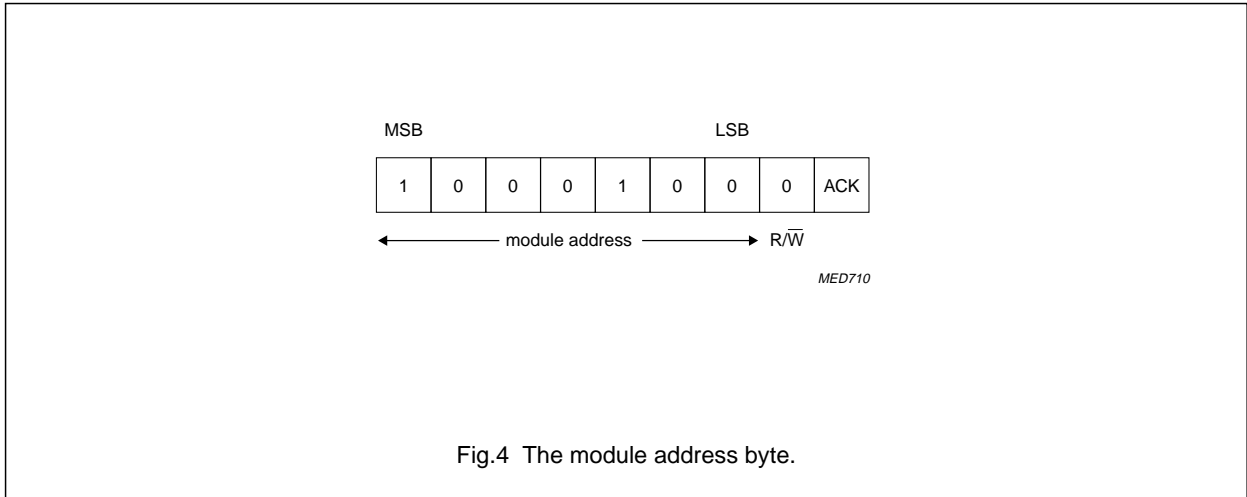 MSB LSB
1 0 0 0 1 0 0 0 ACK
module address R/W̅
MED710
Fig.4 The module address byte.